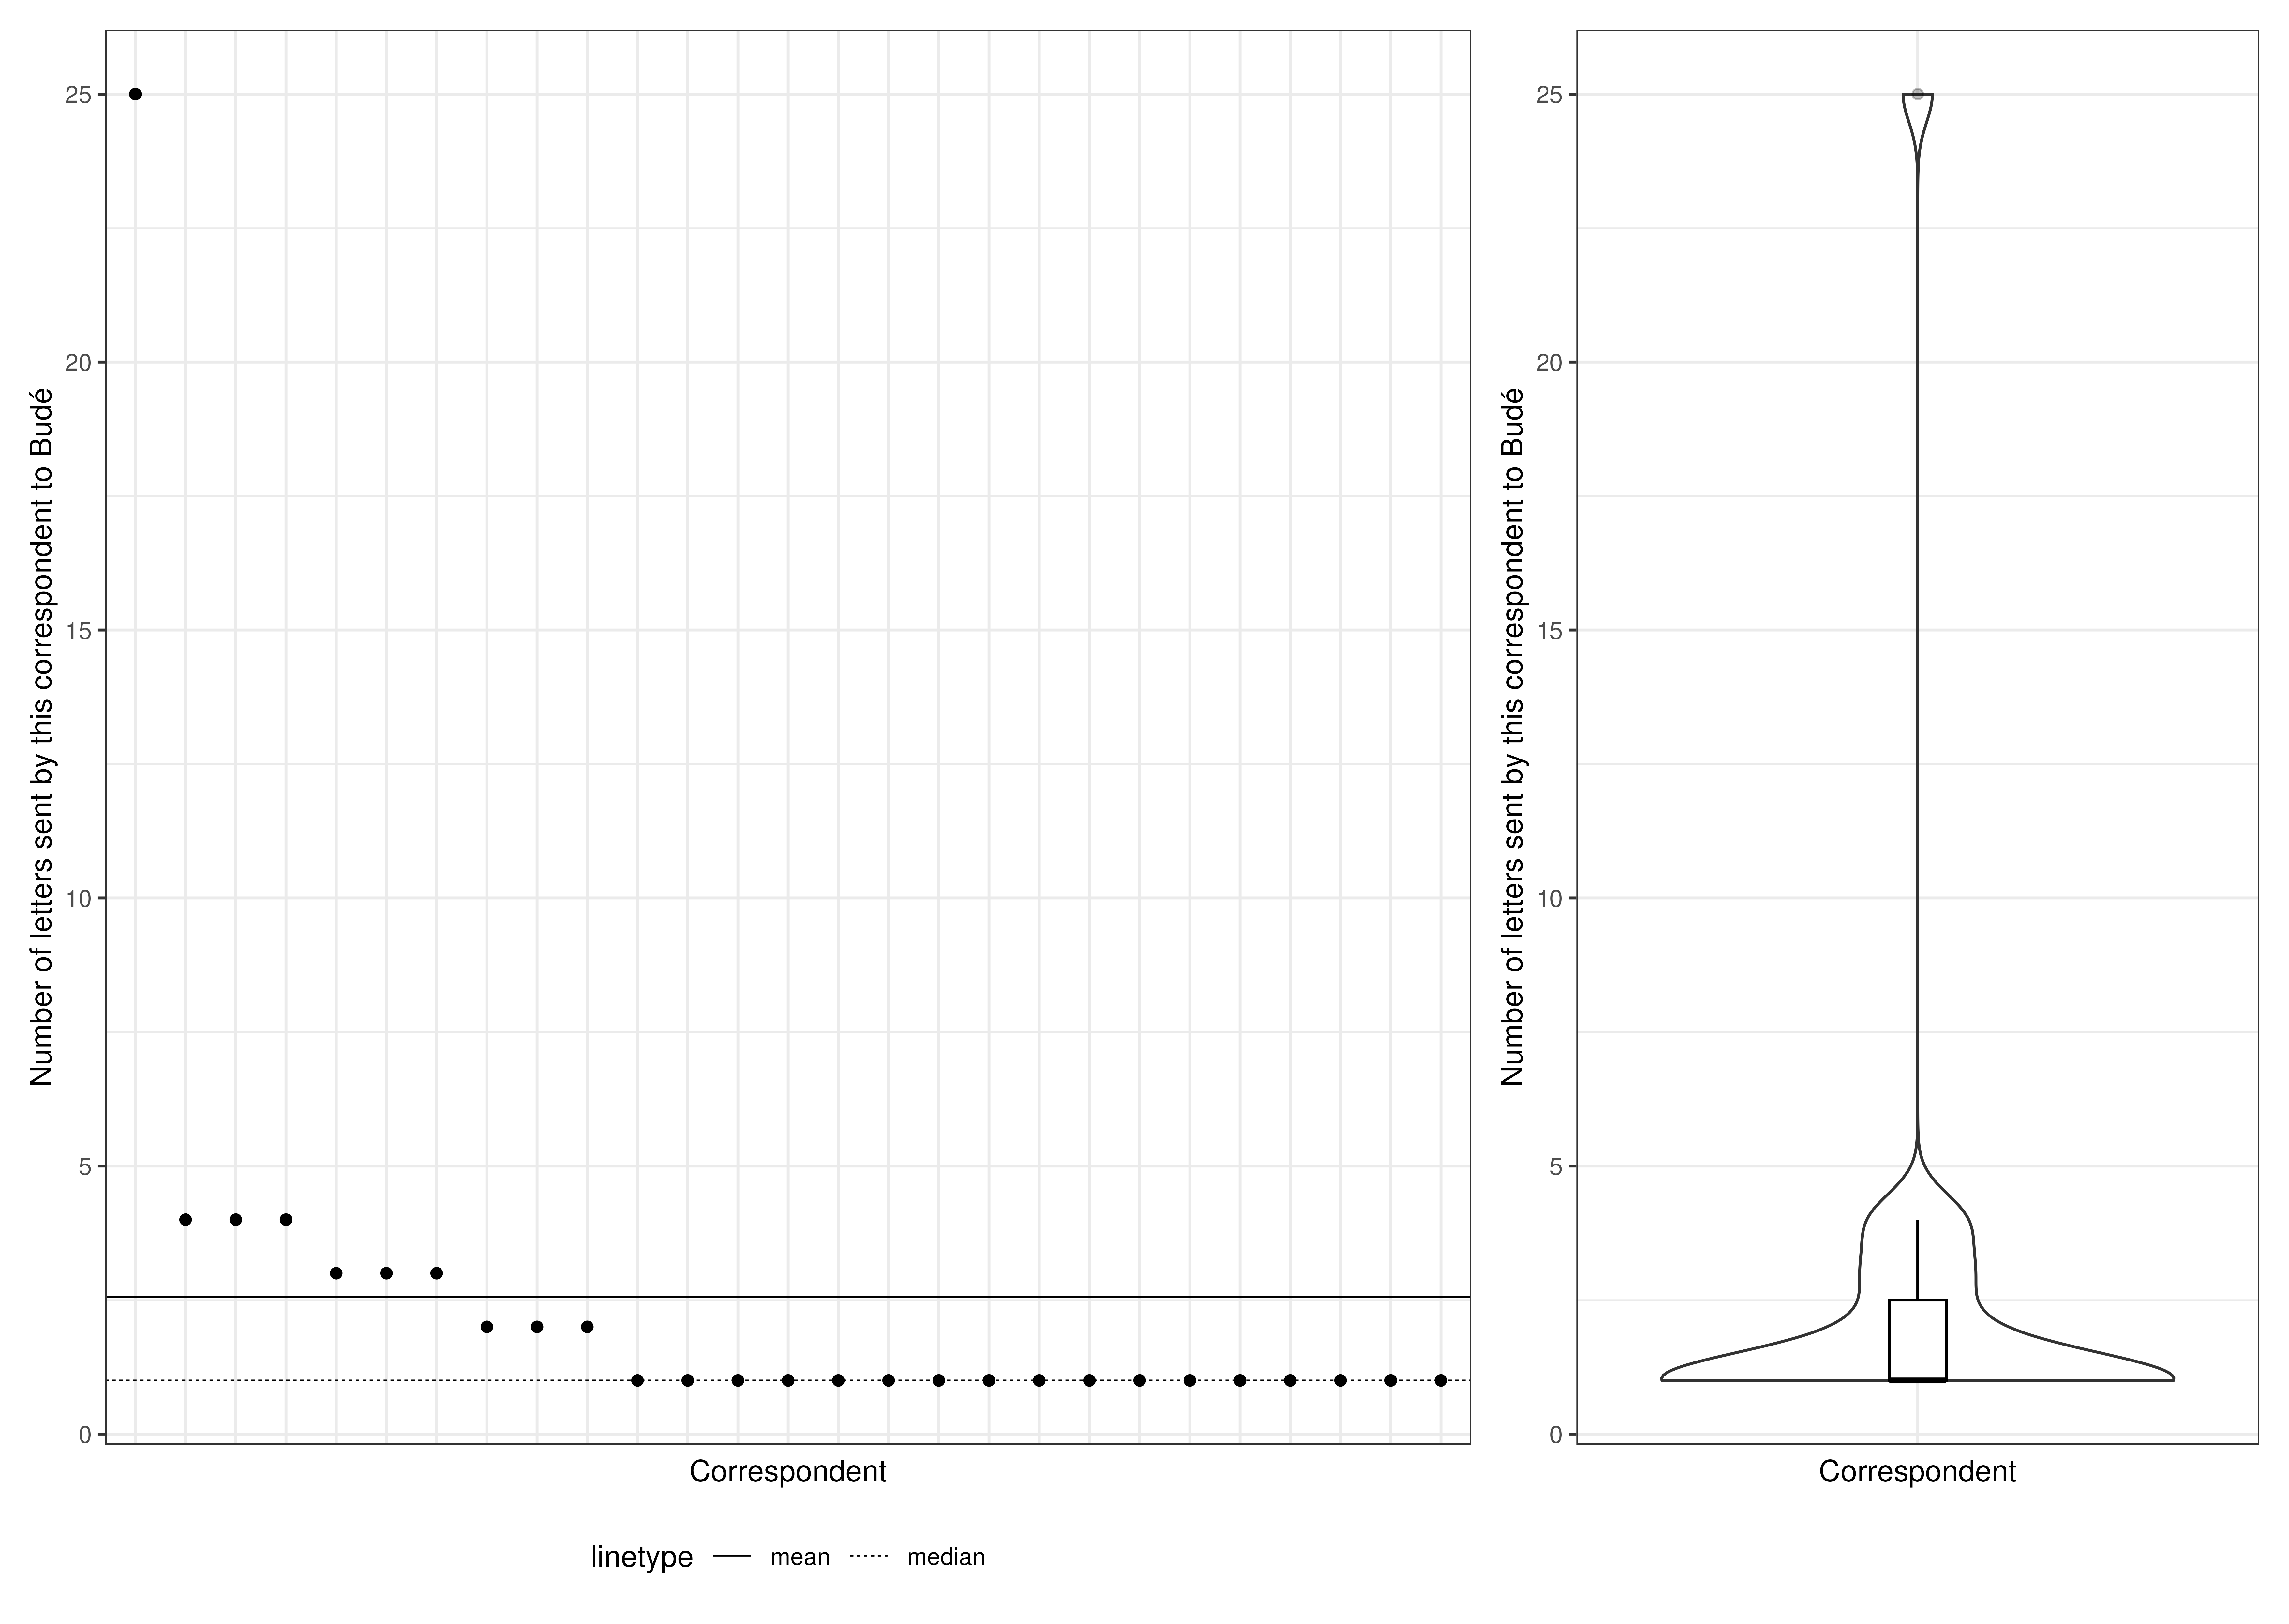 Number of letters sent by this correspondent to Budé
25
20
15
10
5
0
Correspondent
Number of letters sent by this correspondent to Budé
25
20
15
10
5
0
Correspondent
linetype mean median